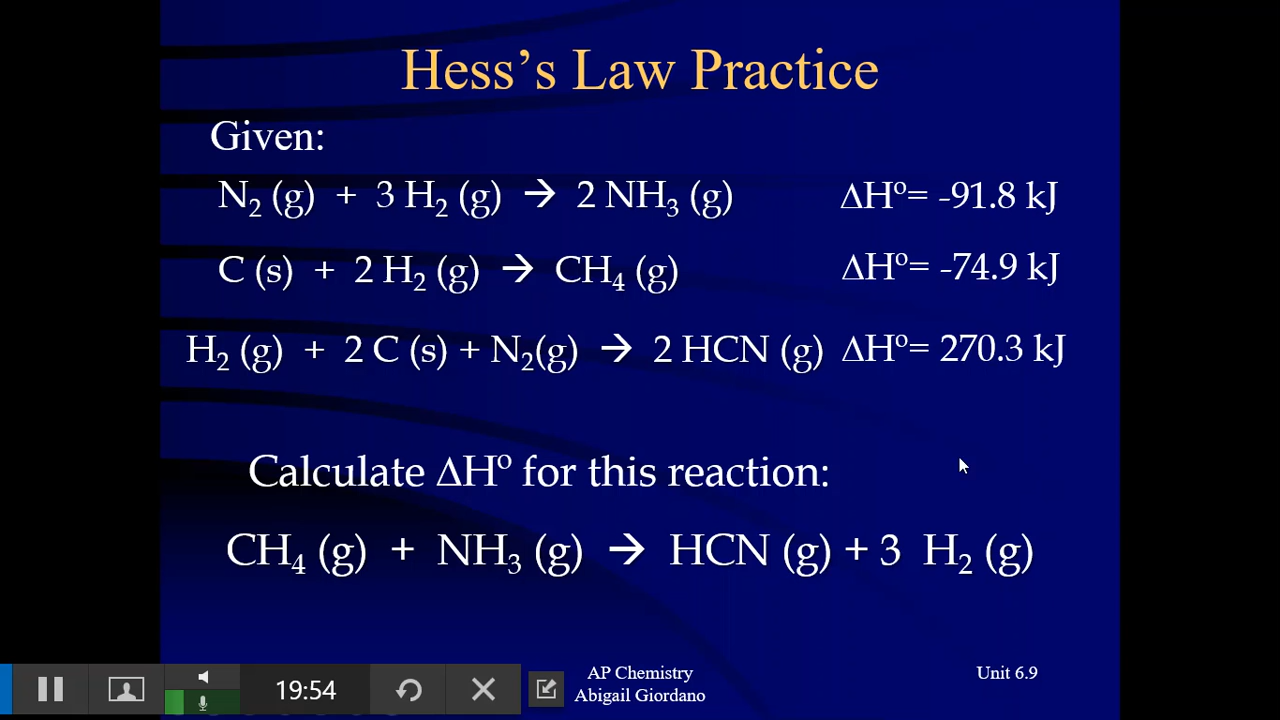 Hess’s Law Practice
Given:
N₂ (g) + 3 H₂ (g) → 2 NH₃ (g) ΔHº= -91.8 kJ
C (s) + 2 H₂ (g) → CH₄ (g) ΔHº= -74.9 kJ
H₂ (g) + 2 C (s) + N₂(g) → 2 HCN (g) ΔHº= 270.3 kJ
Calculate ΔHº for this reaction:
CH₄ (g) + NH₃ (g) → HCN (g) + 3 H₂ (g)
19:54
AP Chemistry
Abigail Giordano
Unit 6.9